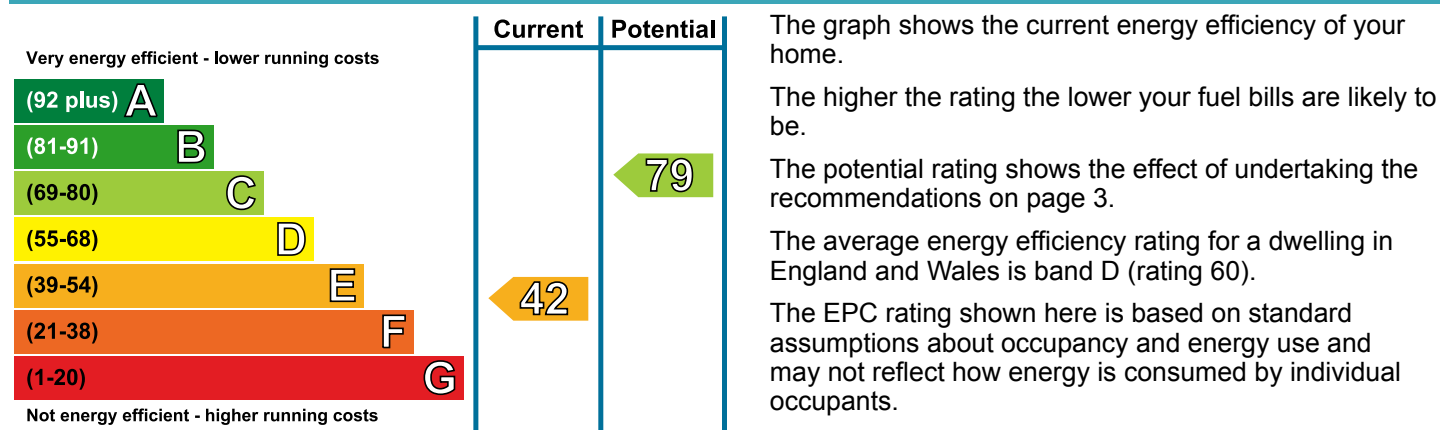 Current Potential
Very energy efficient - lower running costs
(92 plus) A
(81-91) B
(69-80) C
79
(55-68) D
(39-54) E
42
(21-38) F
(1-20) G
Not energy efficient - higher running costs
The graph shows the current energy efficiency of your
home.
The higher the rating the lower your fuel bills are likely to
be.
The potential rating shows the effect of undertaking the
recommendations on page 3.
The average energy efficiency rating for a dwelling in
England and Wales is band D (rating 60).
The EPC rating shown here is based on standard
assumptions about occupancy and energy use and
may not reflect how energy is consumed by individual
occupants.